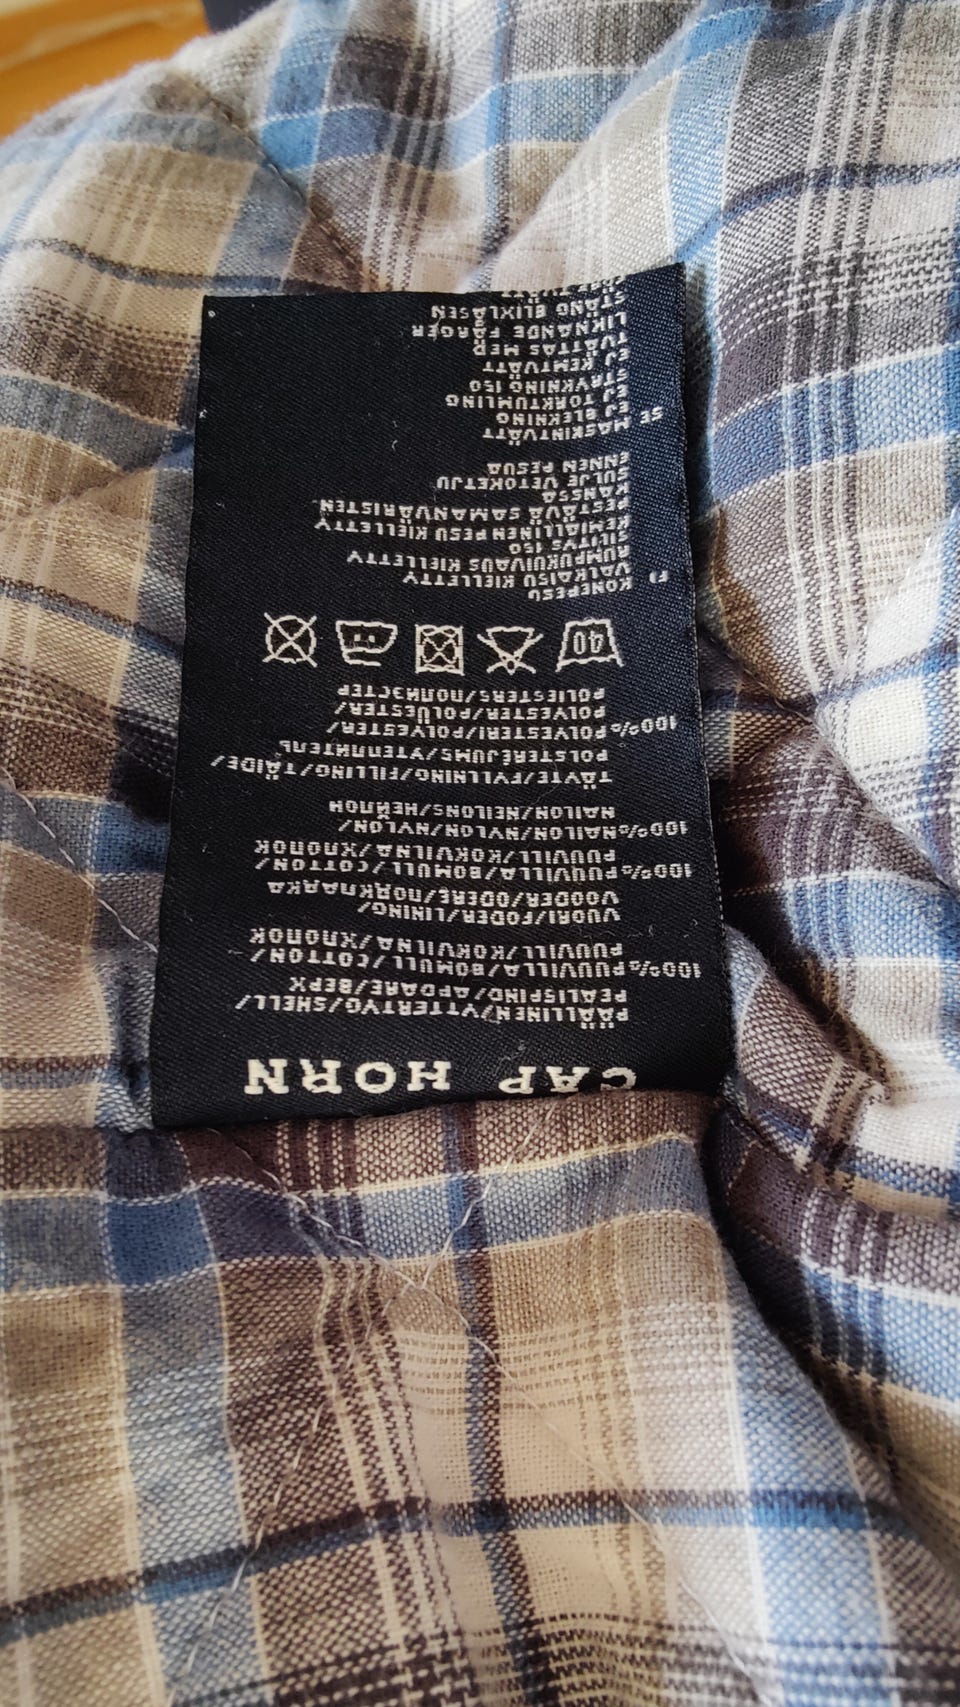 CAP HORN
PÄÄLLINEN/YTTERTYG/SHELL/
PEALISPIND/APĢĒRBS/ВЕРХ
100%PUUVILLA/BOMULL/COTTON/
PUUVILL/KOKVILNA/ХЛОПОК
VUORI/FODER/LINING/
VOODER/ODERE/ПОДКЛАДКА
100%PUUVILLA/BOMULL/COTTON/
PUUVILL/KOKVILNA/ХЛОПОК
100%NAILON/NYLON/NYLON/
NAILON/NEILONS/НЕЙЛОН
TÄYTE/FYLLNING/FILLING/TÄIDE/
POLSTEREJUMS/УТЕПЛИТЕЛЬ
100%POLYESTERI/POLYESTER/
POLYESTER/POLÜESTER/
POLIESTERS/ПОЛИЭСТЕР
40
FI
KONEPESU
VALKAISU KIELLETTY
RUMPUKUIVAUS KIELLETTY
SILITYS 150
KEMIALLINEN PESU KIELLETTY
PESTÄVÄ SAMANVÄRISTEN
KANSSA
SULJE VETOKETJU
ENNEN PESUA
SE
MASKINTVÄTT
EJ BLEKNING
EJ TORKTUMLING
STRYKNING 150
EJ KEMTVÄTT
TVÄTTAS MED
LIKNANDE FÄRGER
STÄNG BLIXLÅSEN